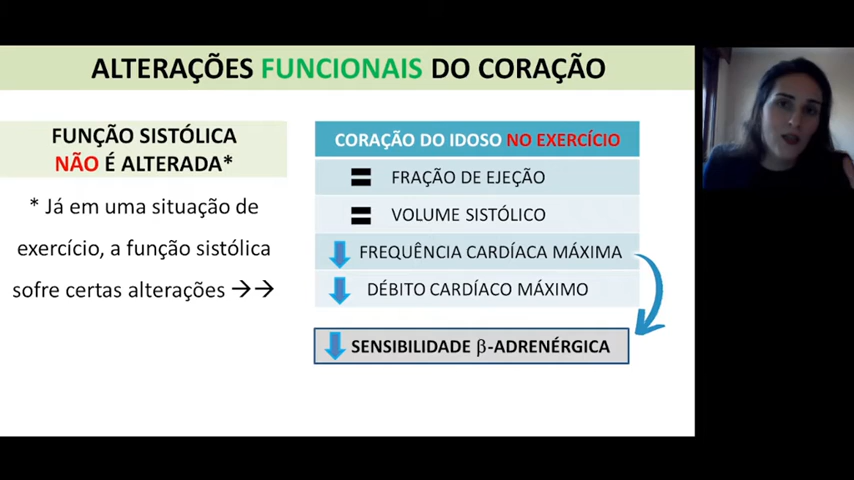 ALTERAÇÕES FUNCIONAIS DO CORAÇÃO
FUNÇÃO SISTÓLICA
NÃO É ALTERADA*
* Já em uma situação de
exercício, a função sistólica
sofre certas alterações →→
CORAÇÃO DO IDOSO NO EXERCÍCIO
= FRAÇÃO DE EJEÇÃO
= VOLUME SISTÓLICO
↓ FREQUÊNCIA CARDÍACA MÁXIMA
↓ DÉBITO CARDÍACO MÁXIMO
↓ SENSIBILIDADE β-ADRENÉRGICA